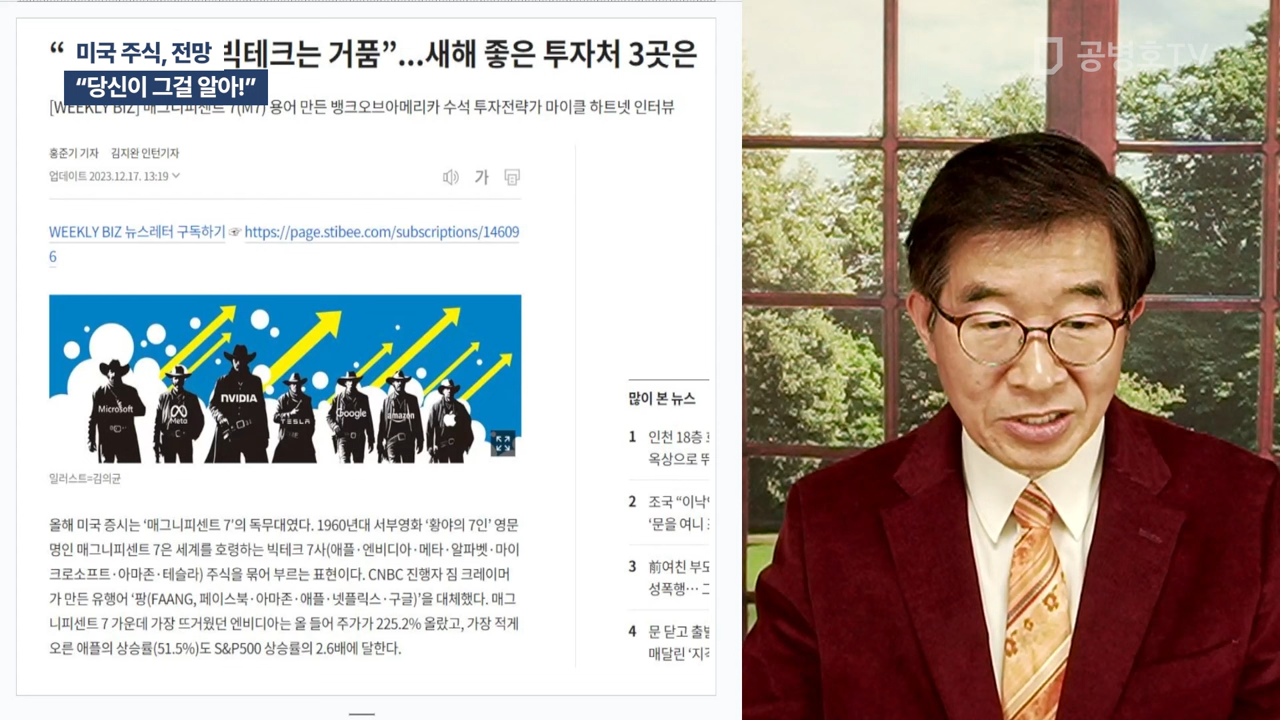 “ 미국 주식, 전망 빅테크는 거품”...새해 좋은 투자처 3곳은
“당신이 그걸 알아!”
[WEEKLY BIZ] 매그니피센트 7(M7) 용어 만든 뱅크오브아메리카 수석 투자전략가 마이클 하트넷 인터뷰
공병호TV
홍준기 기자 김지완 인턴기자
업데이트 2023.12.17. 13:19
가
WEEKLY BIZ 뉴스레터 구독하기 ☞ https://page.stibee.com/subscriptions/14609
6
Microsoft
Meta
NVIDIA
TESLA
Google
amazon
일러스트=김의균
올해 미국 증시는 ‘매그니피센트 7’의 독무대였다. 1960년대 서부영화 ‘황야의 7인’ 영문
명인 매그니피센트 7은 세계를 호령하는 빅테크 7사(애플·엔비디아·메타·알파벳·마이
크로소프트·아마존·테슬라) 주식을 묶어 부르는 표현이다. CNBC 진행자 짐 크레이머
가 만든 유행어 ‘팡(FAANG, 페이스북·아마존·애플·넷플릭스·구글)’을 대체했다. 매그
니피센트 7 가운데 가장 뜨거웠던 엔비디아는 올 들어 주가가 225.2% 올랐고, 가장 적게
오른 애플의 상승률(51.5%)도 S&P500 상승률의 2.6배에 달한다.
많이 본 뉴스
1 인천 18층
옥상으로
2 조국 “이낙
‘문을 여니
3 前여친 부모
성폭행…
4 문 닫고 출발
매달린